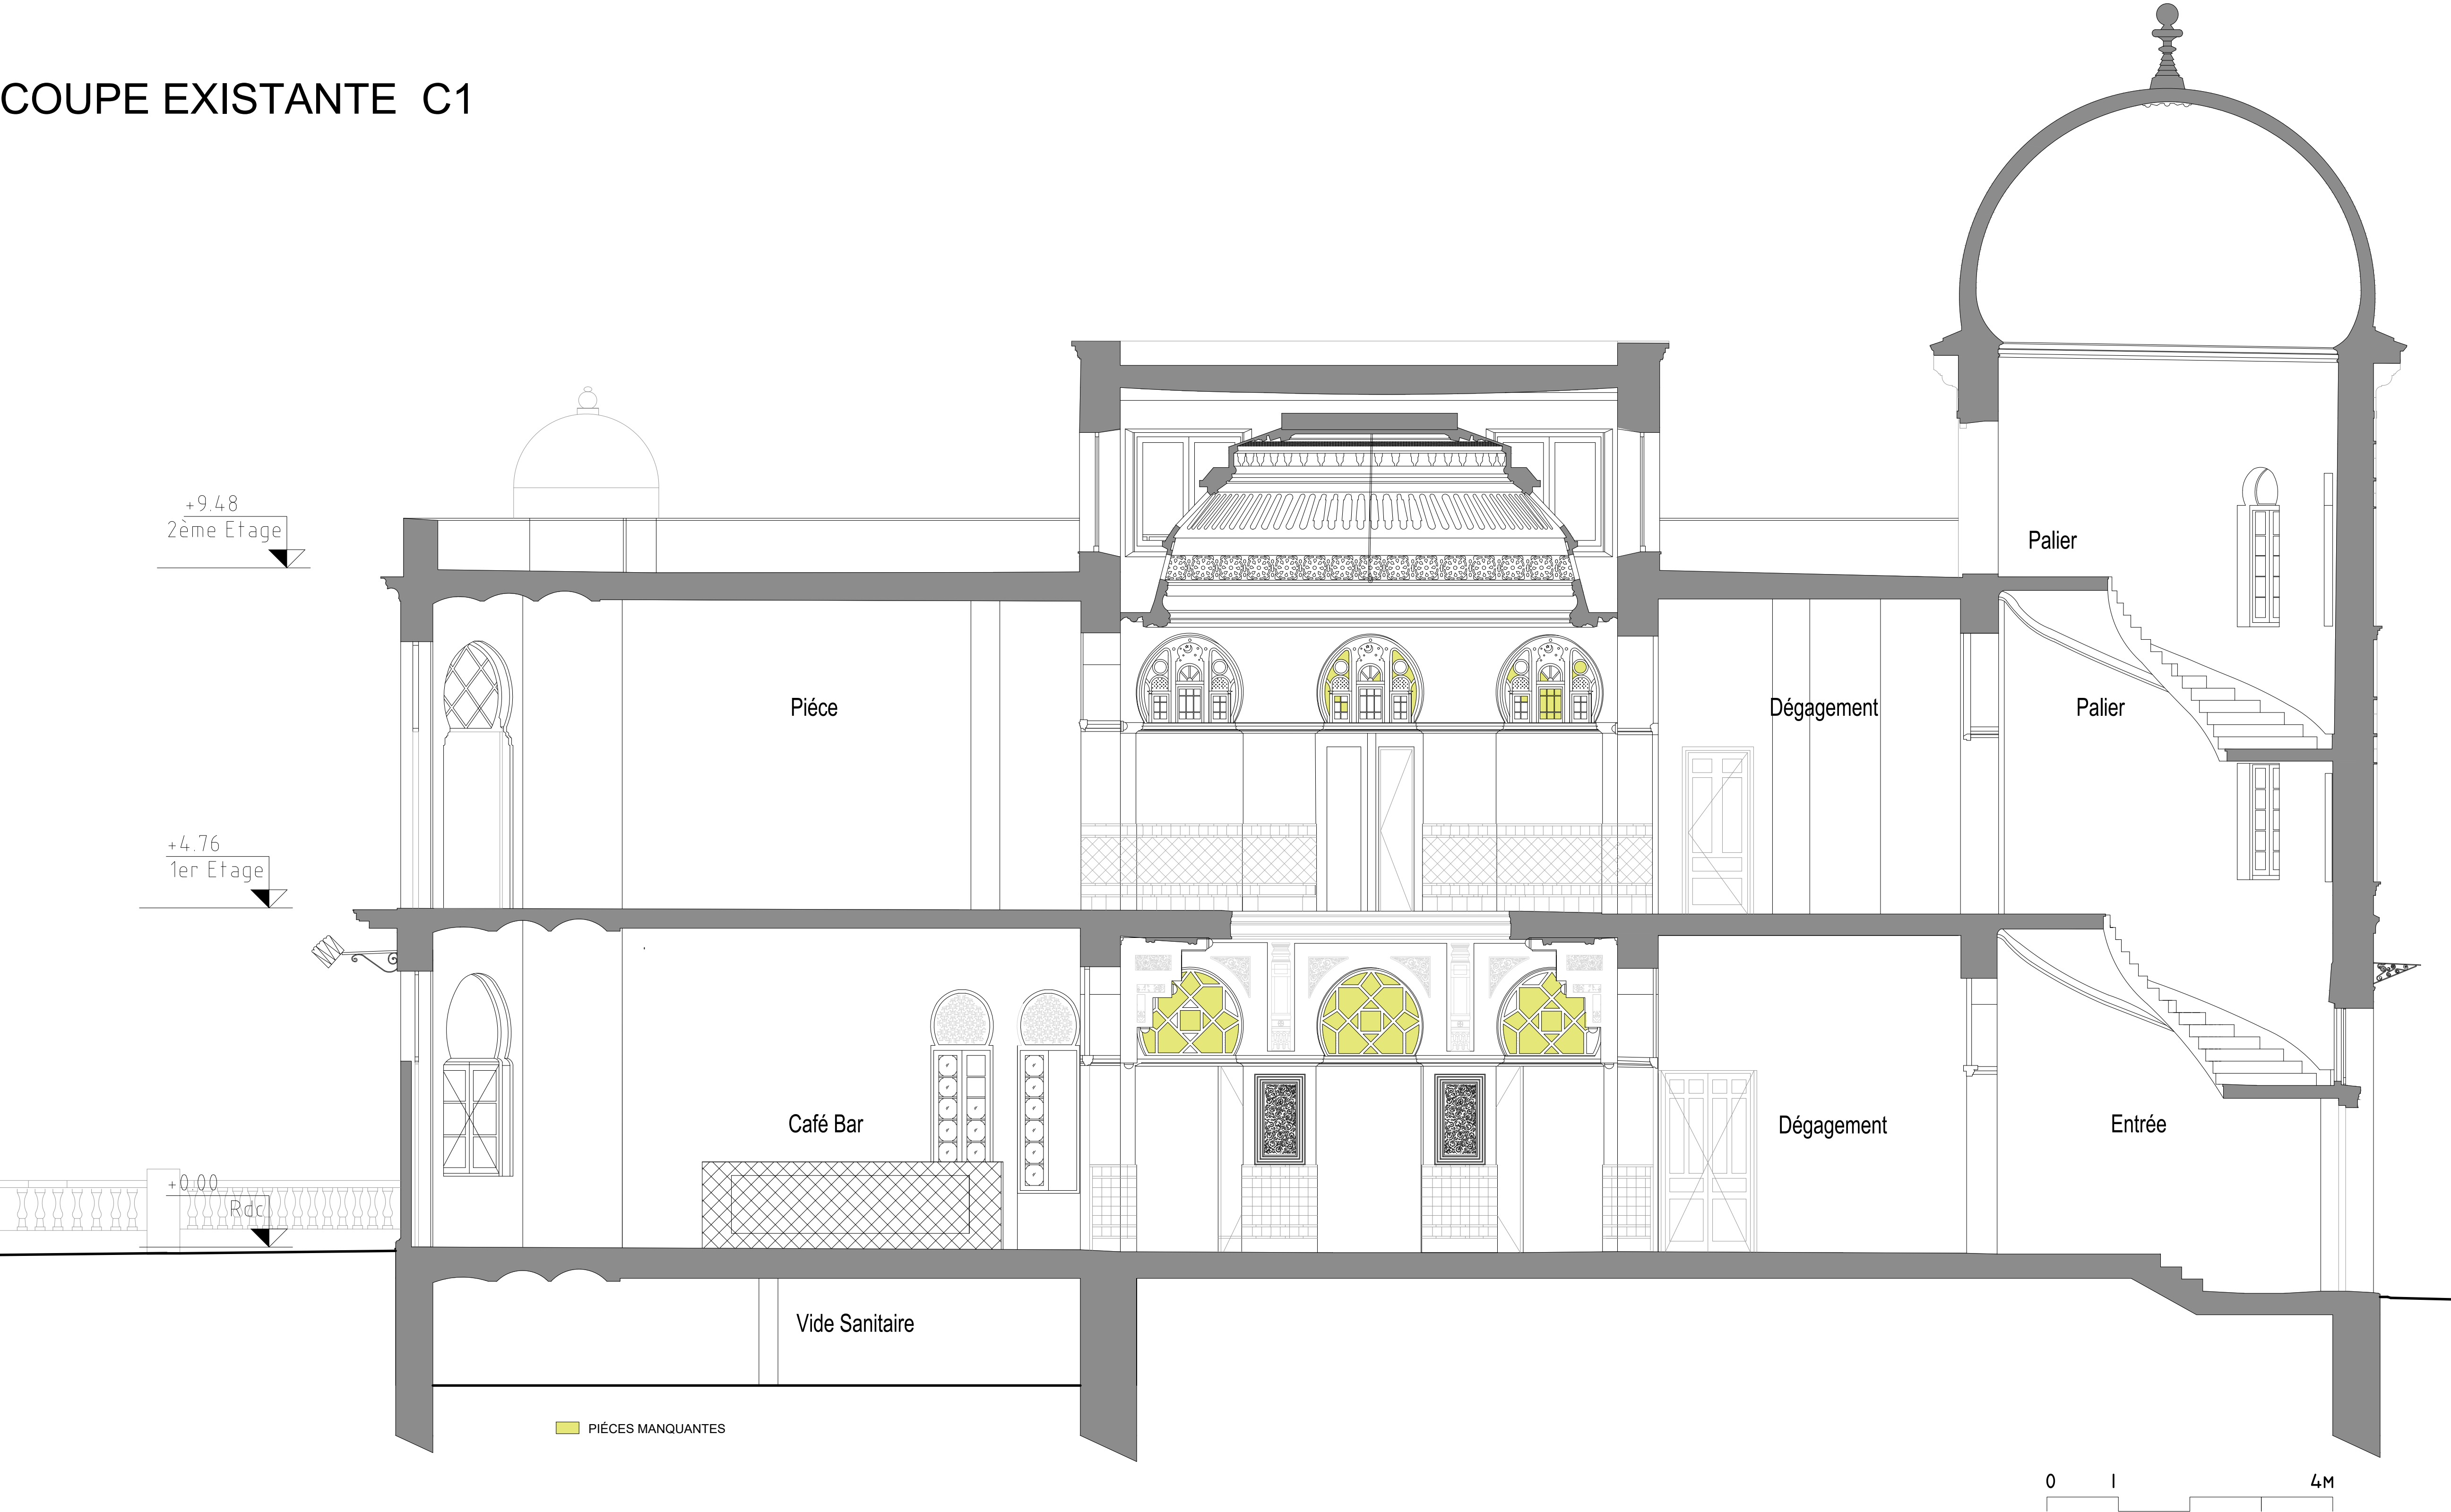 COUPE EXISTANTE C1
+9.48
2ème Etage
Palier
Piéce
Dégagement
Palier
+4.76
1er Etage
Café Bar
Dégagement
Entrée
+0.00
Rdc
Vide Sanitaire
PIÉCES MANQUANTES
0 1 4M